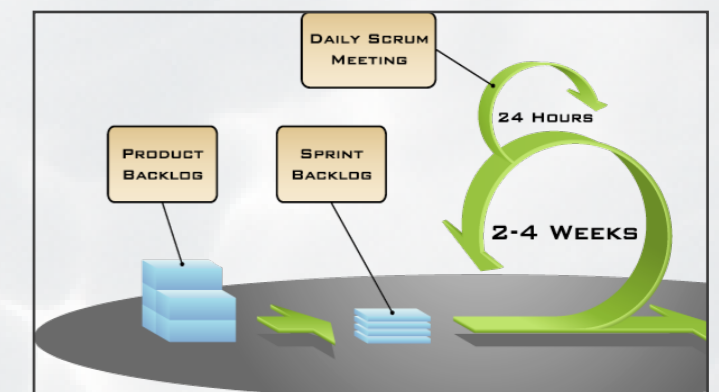 Daily Scrum
Meeting
24 Hours
Product
Backlog
Sprint
Backlog
2-4 Weeks